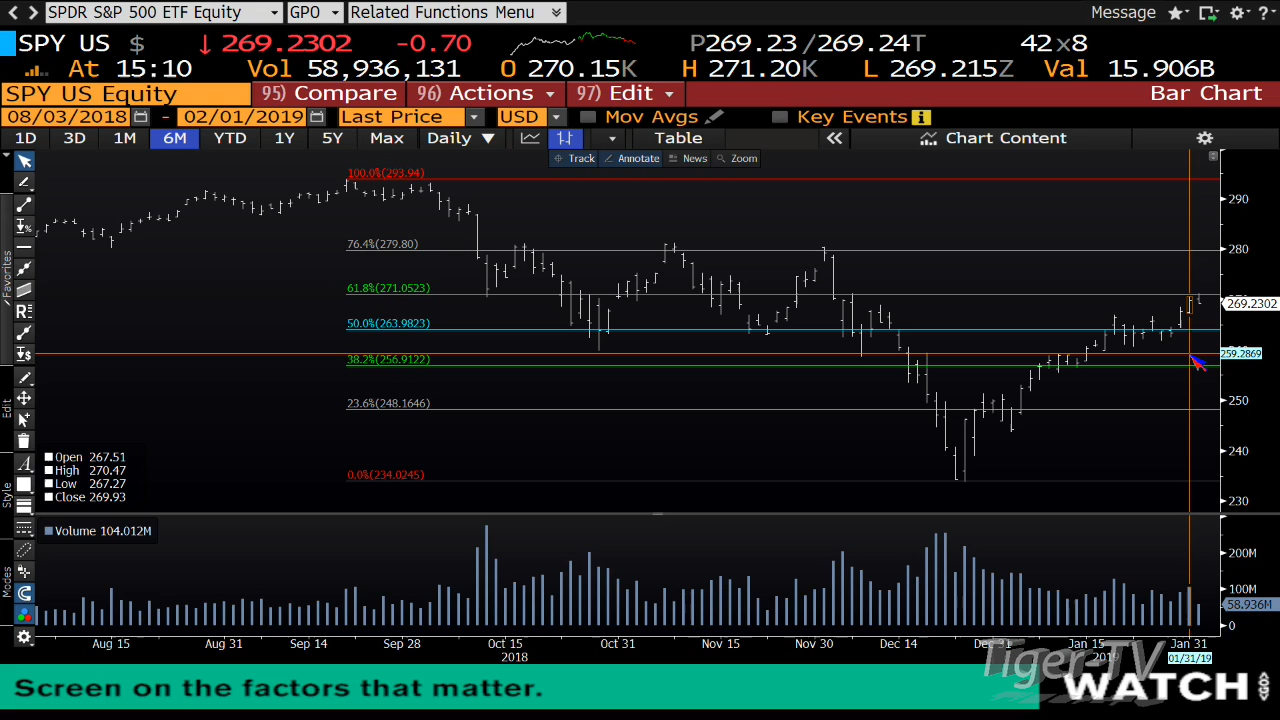 SPDR S&P 500 ETF Equity GPO Related Functions Menu Message
SPY US $ ↓ 269.2302 -0.70 P269.23 /269.24T 42x8
At 15:10 Vol 58,936,131 O 270.15K H 271.20K L 269.215Z Val 15.906B
SPY US Equity 95) Compare 96) Actions 97) Edit Bar Chart
08/03/2018 - 02/01/2019 Last Price USD Mov Avgs Key Events
1D 3D 1M 6M YTD 1Y 5Y Max Daily ▼ Table « Chart Content
Track Annotate News Zoom
100.0%(293.94)
290
76.4%(279.80)
280
61.8%(271.0523)
269.2302
50.0%(263.9823)
259.2869
38.2%(256.9122)
250
23.6%(248.1646)
240
0.0%(234.0245)
230
Favorites
Edit
Style
Modes
Open 267.51
High 270.47
Low 267.27
Close 269.93
Volume 104.012M
200M
100M
58.936M
0
Aug 15 Aug 31 Sep 14 Sep 28 Oct 15 Oct 31 Nov 15 Nov 30 Dec 14 Dec 31 Jan 15 Jan 31
2018 2019 01/31/19
Tiger-TV
Screen on the factors that matter. WATCH